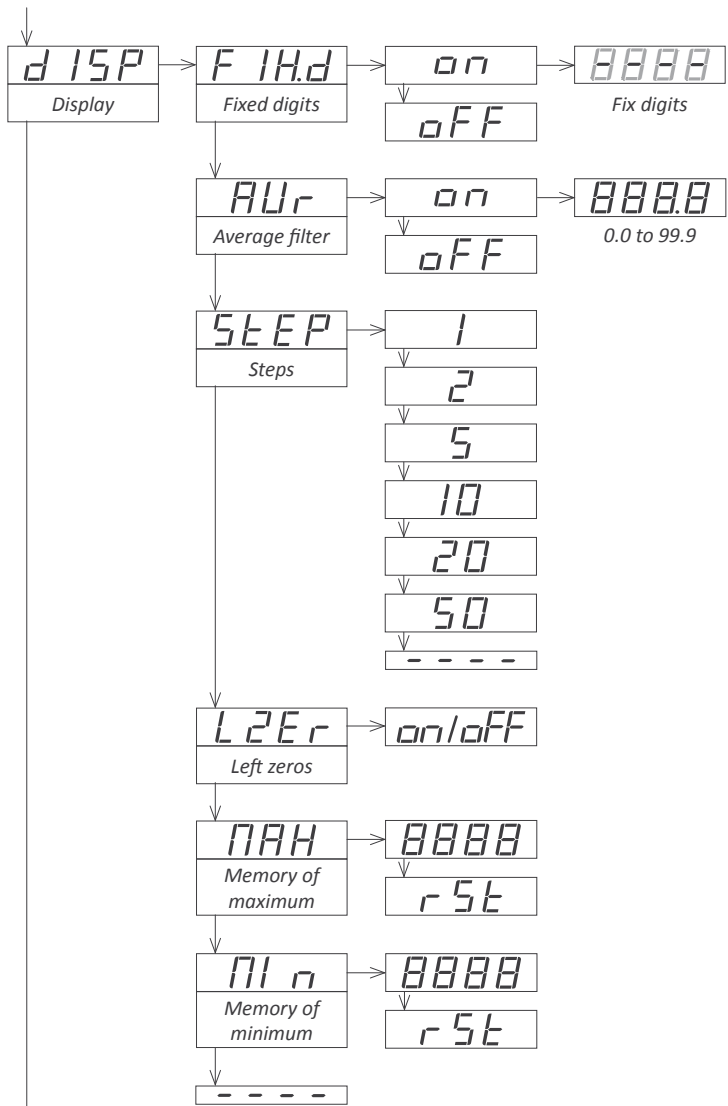 dISP
Display
FIH.d
Fixed digits
on
oFF
8888
Fix digits
AVr
Average filter
on
oFF
888.8
0.0 to 99.9
StEP
Steps
1
2
5
10
20
50
----
LZEr
Left zeros
on/oFF
MAH
Memory of
maximum
8888
rSt
MIn
Memory of
minimum
8888
rSt
----